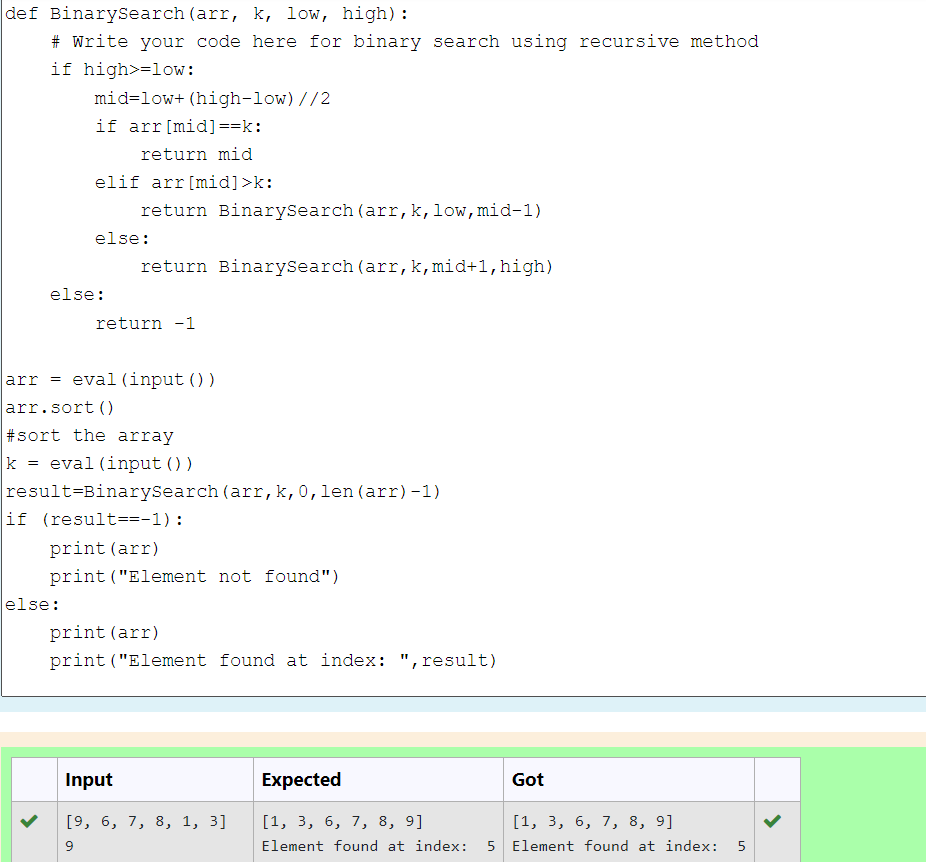 def BinarySearch(arr, k, low, high):
    # Write your code here for binary search using recursive method
    if high>=low:
        mid=low+(high-low)//2
        if arr[mid]==k:
            return mid
        elif arr[mid]>k:
            return BinarySearch(arr,k,low,mid-1)
        else:
            return BinarySearch(arr,k,mid+1,high)
    else:
        return -1

arr = eval(input())
arr.sort()
#sort the array
k = eval(input())
result=BinarySearch(arr,k,0,len(arr)-1)
if (result==-1):
    print(arr)
    print("Element not found")
else:
    print(arr)
    print("Element found at index: ",result)
Input Expected Got
[9, 6, 7, 8, 1, 3] [1, 3, 6, 7, 8, 9] [1, 3, 6, 7, 8, 9]
9 Element found at index:  5 Element found at index:  5